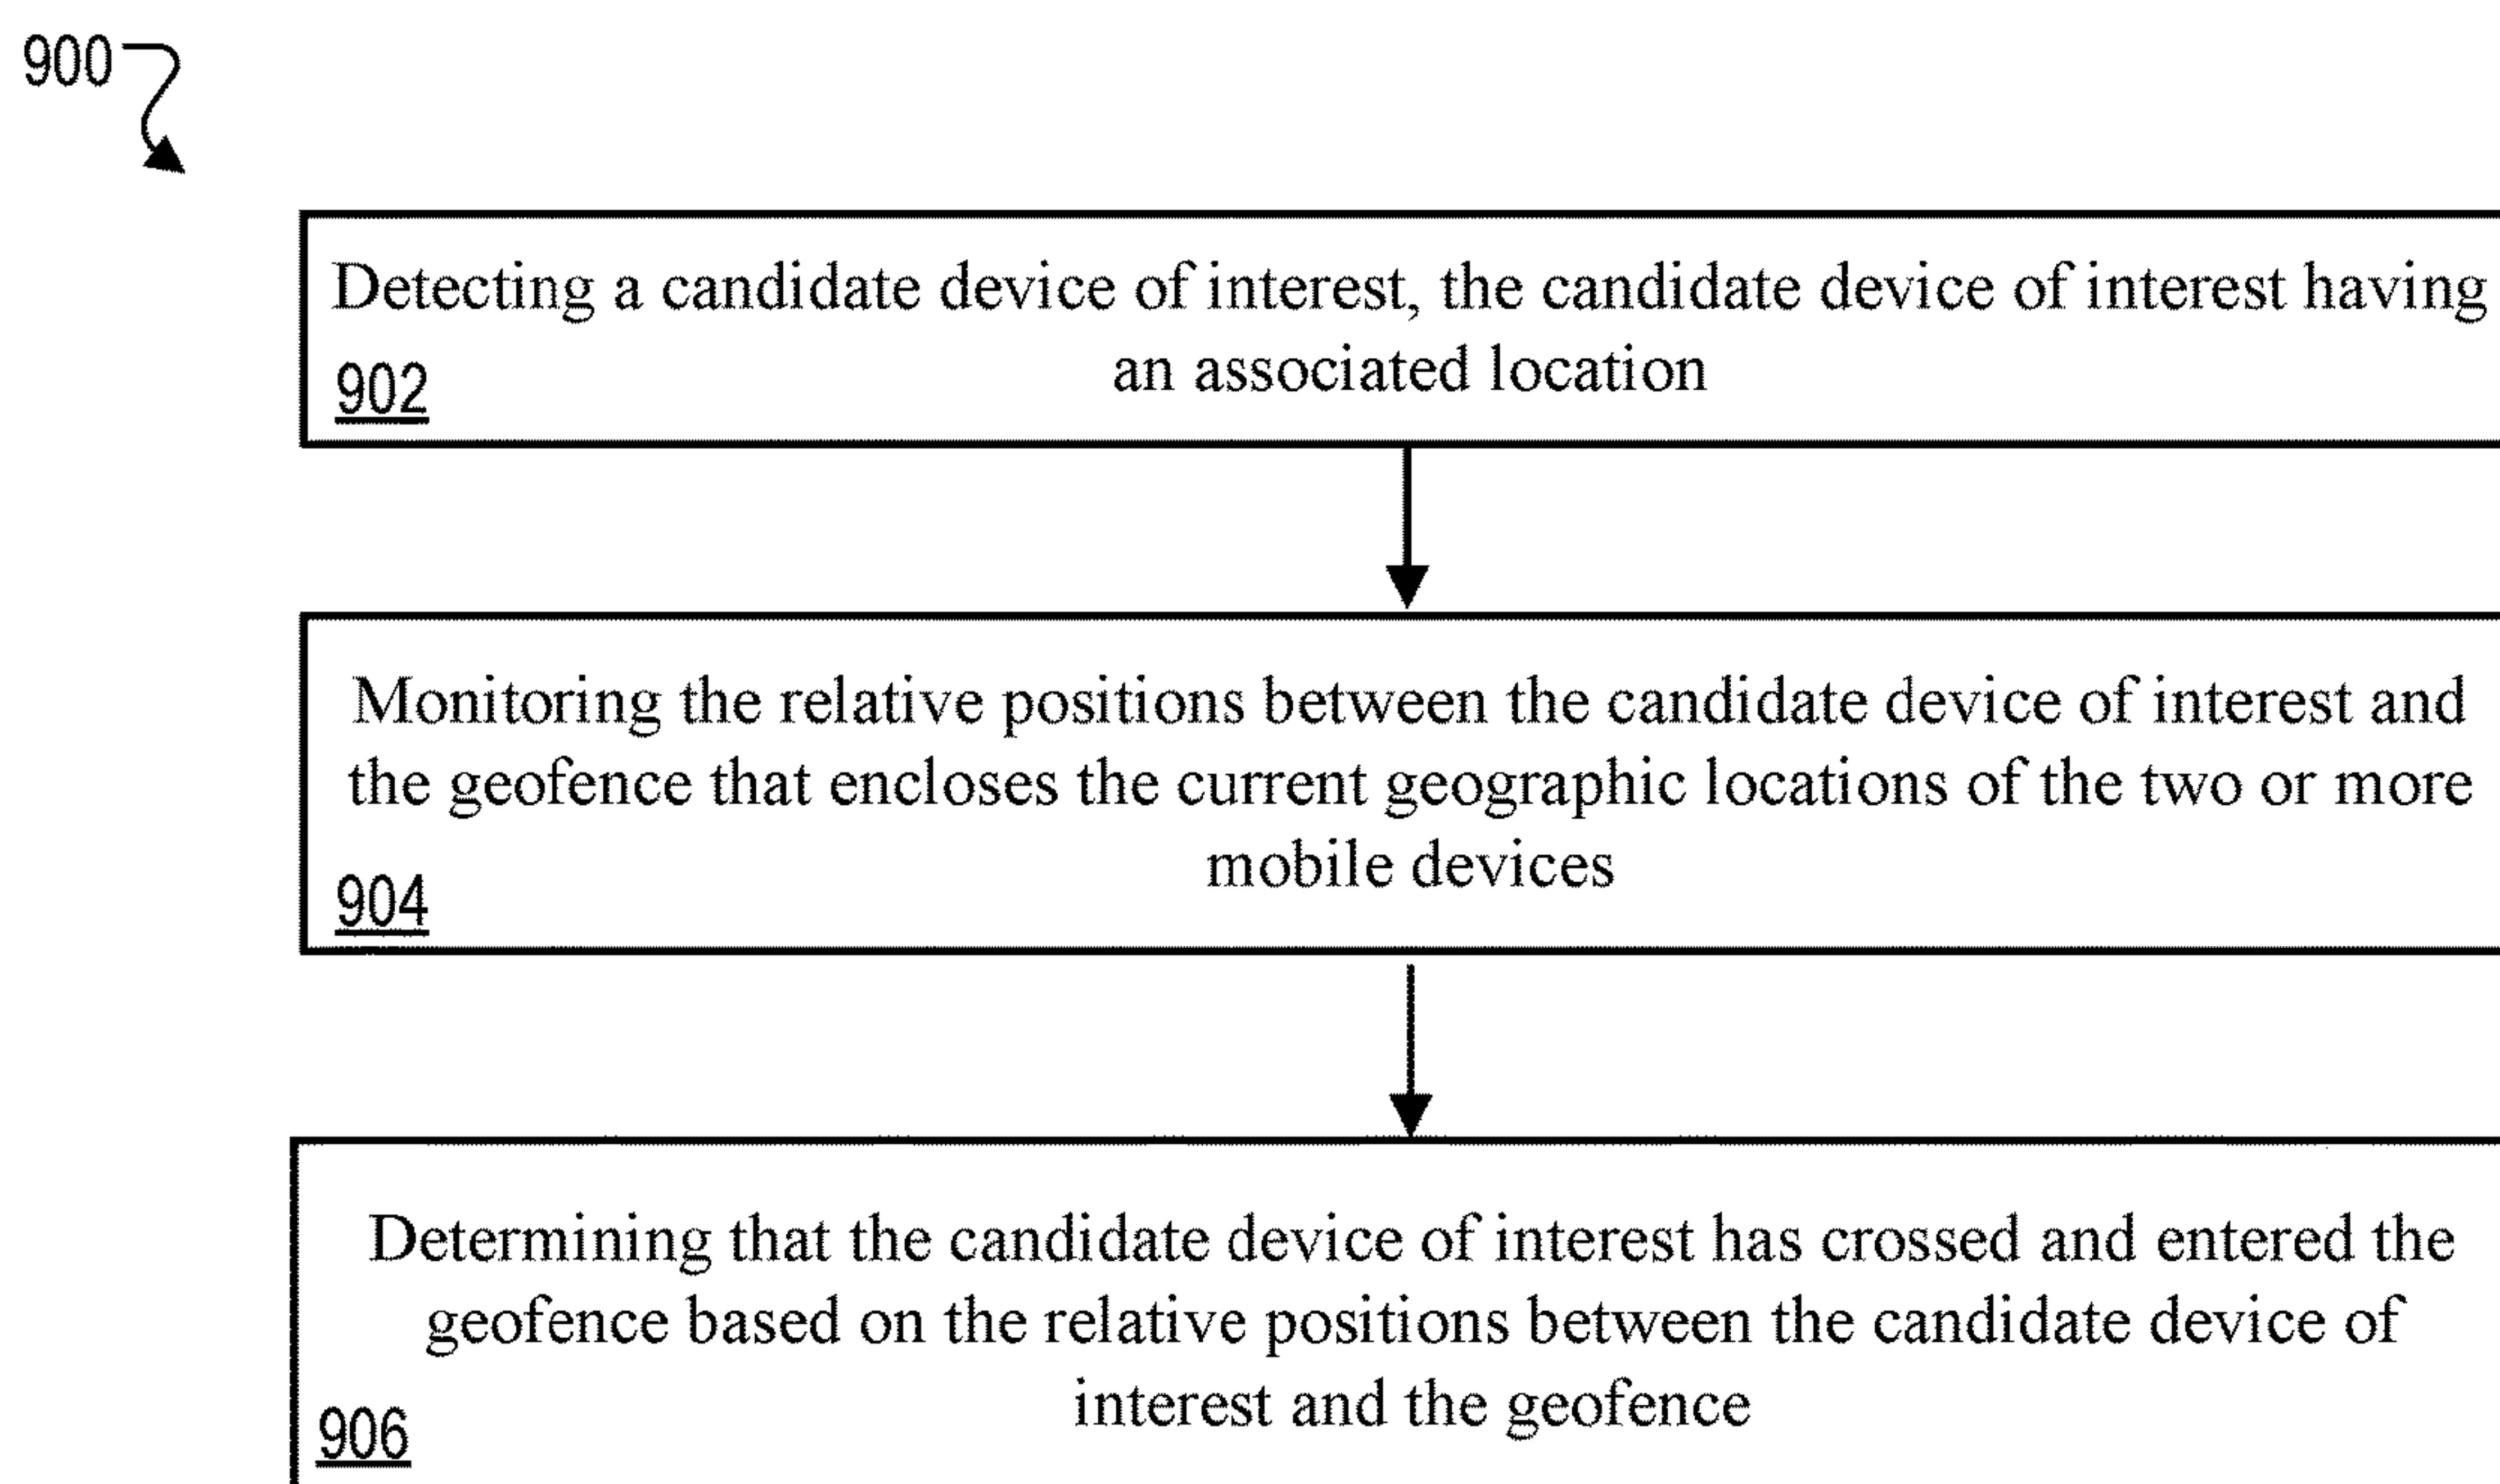 900
Detecting a candidate device of interest, the candidate device of interest having
an associated location
902
Monitoring the relative positions between the candidate device of interest and
the geofence that encloses the current geographic locations of the two or more
mobile devices
904
Determining that the candidate device of interest has crossed and entered the
geofence based on the relative positions between the candidate device of
interest and the geofence
906